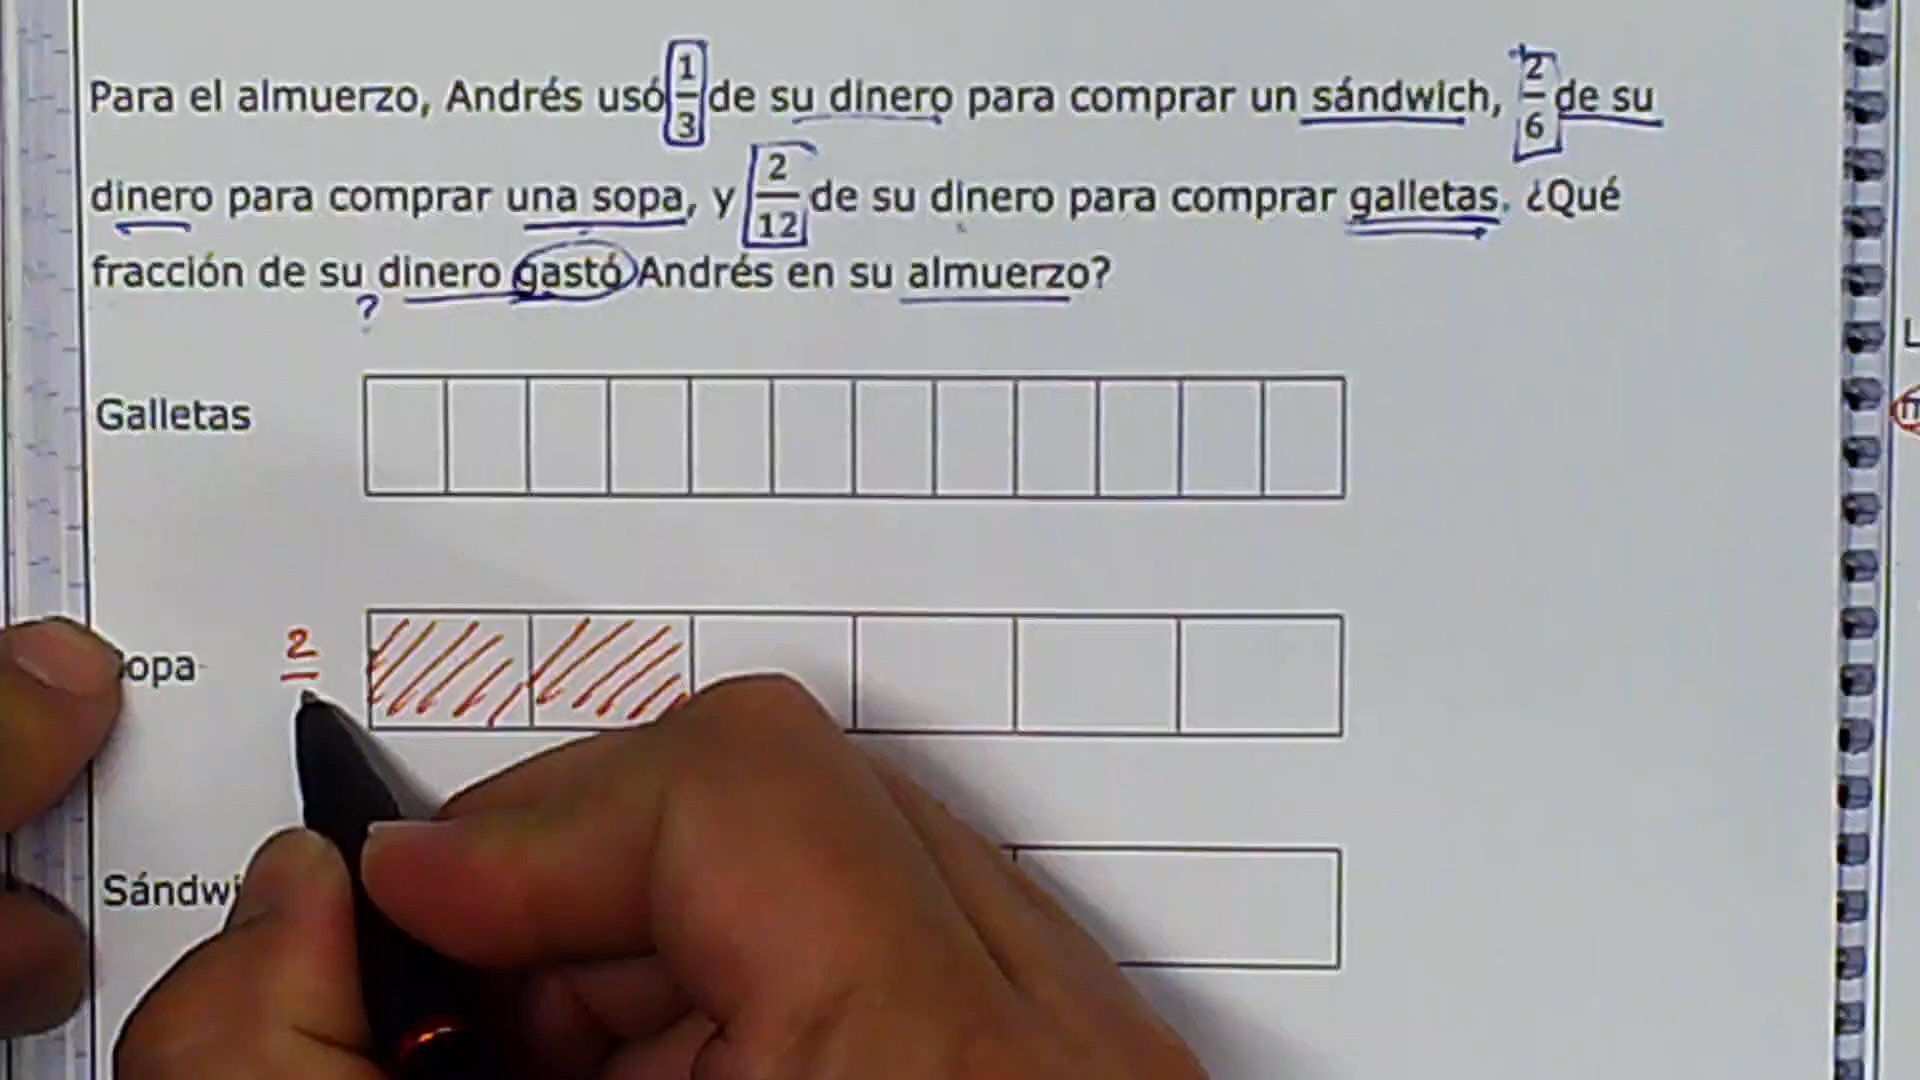 Para el almuerzo, Andrés usó 1/3 de su dinero para comprar un sándwich, 2/6 de su
dinero para comprar una sopa, y 2/12 de su dinero para comprar galletas. ¿Qué
fracción de su dinero gastó Andrés en su almuerzo?
?
Galletas
2